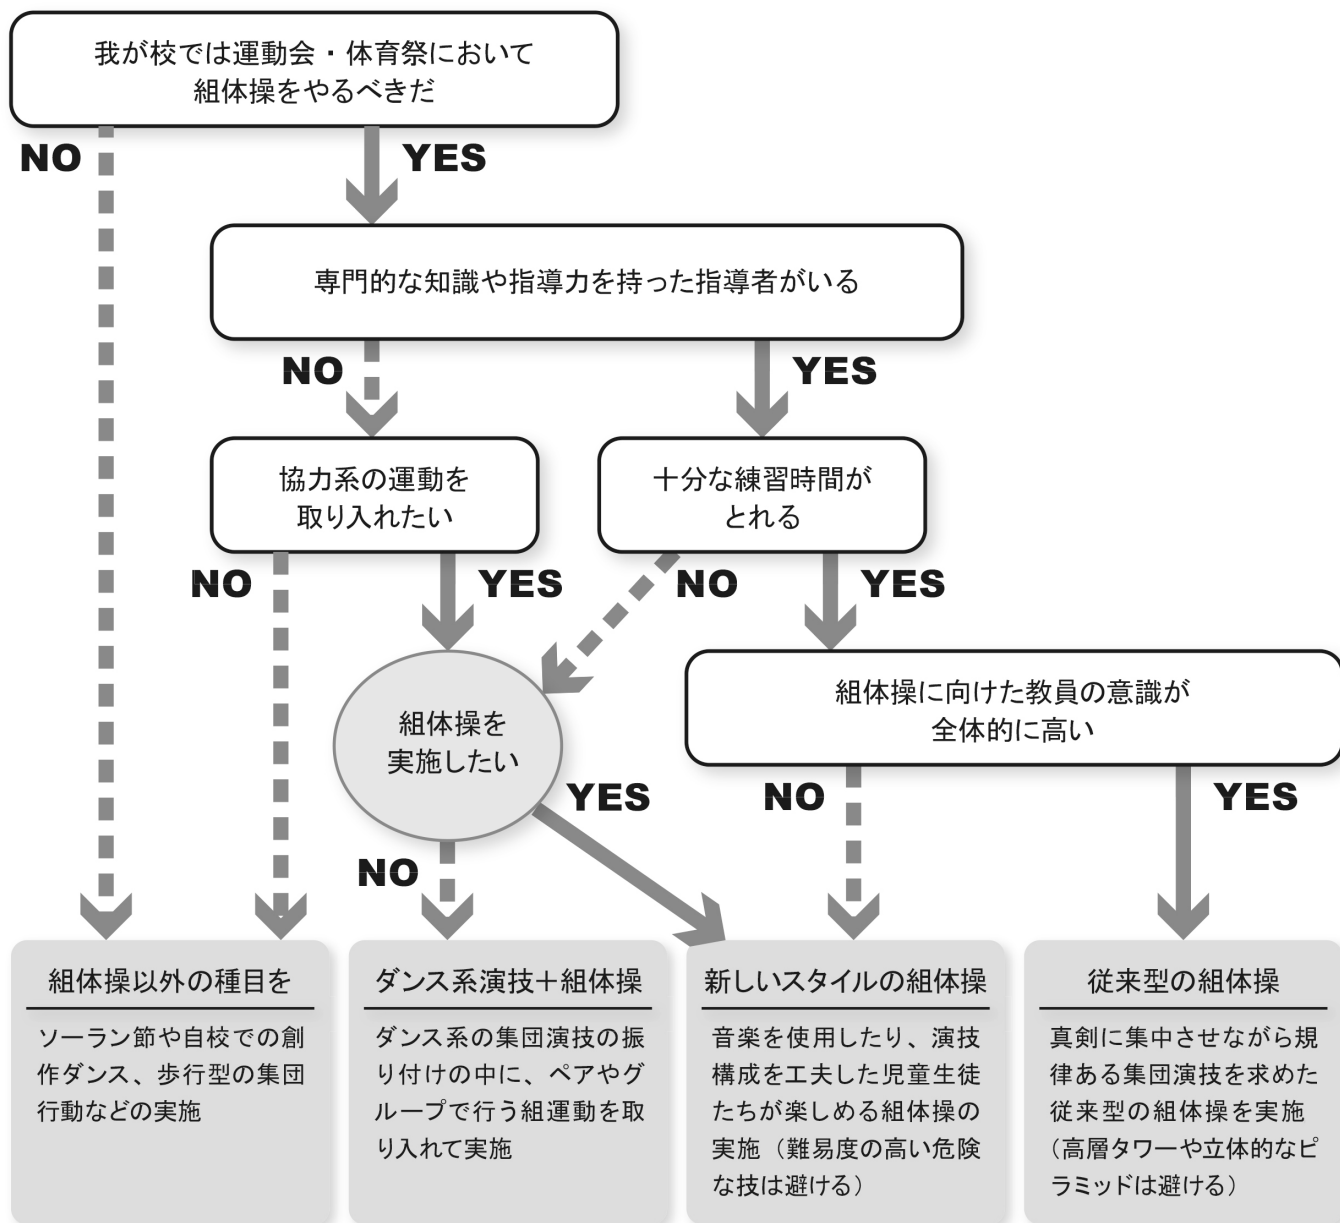 我が校では運動会・体育祭において
組体操をやるべきだ
NO
YES
専門的な知識や指導力を持った指導者がいる
NO
YES
協力系の運動を
取り入れたい
十分な練習時間が
とれる
NO
YES
NO
YES
組体操を
実施したい
組体操に向けた教員の意識が
全体的に高い
NO
YES
NO
YES
組体操以外の種目を
ソーラン節や自校での創
作ダンス、歩行型の集団
行動などの実施
ダンス系演技＋組体操
ダンス系の集団演技の振
り付けの中に、ペアやグ
ループで行う組運動を取
り入れて実施
新しいスタイルの組体操
音楽を使用したり、演技
構成を工夫した児童生徒
たちが楽しめる組体操の
実施（難易度の高い危険
な技は避ける）
従来型の組体操
真剣に集中させながら規
律ある集団演技を求めた
従来型の組体操を実施
（高層タワーや立体的なピ
ラミッドは避ける）